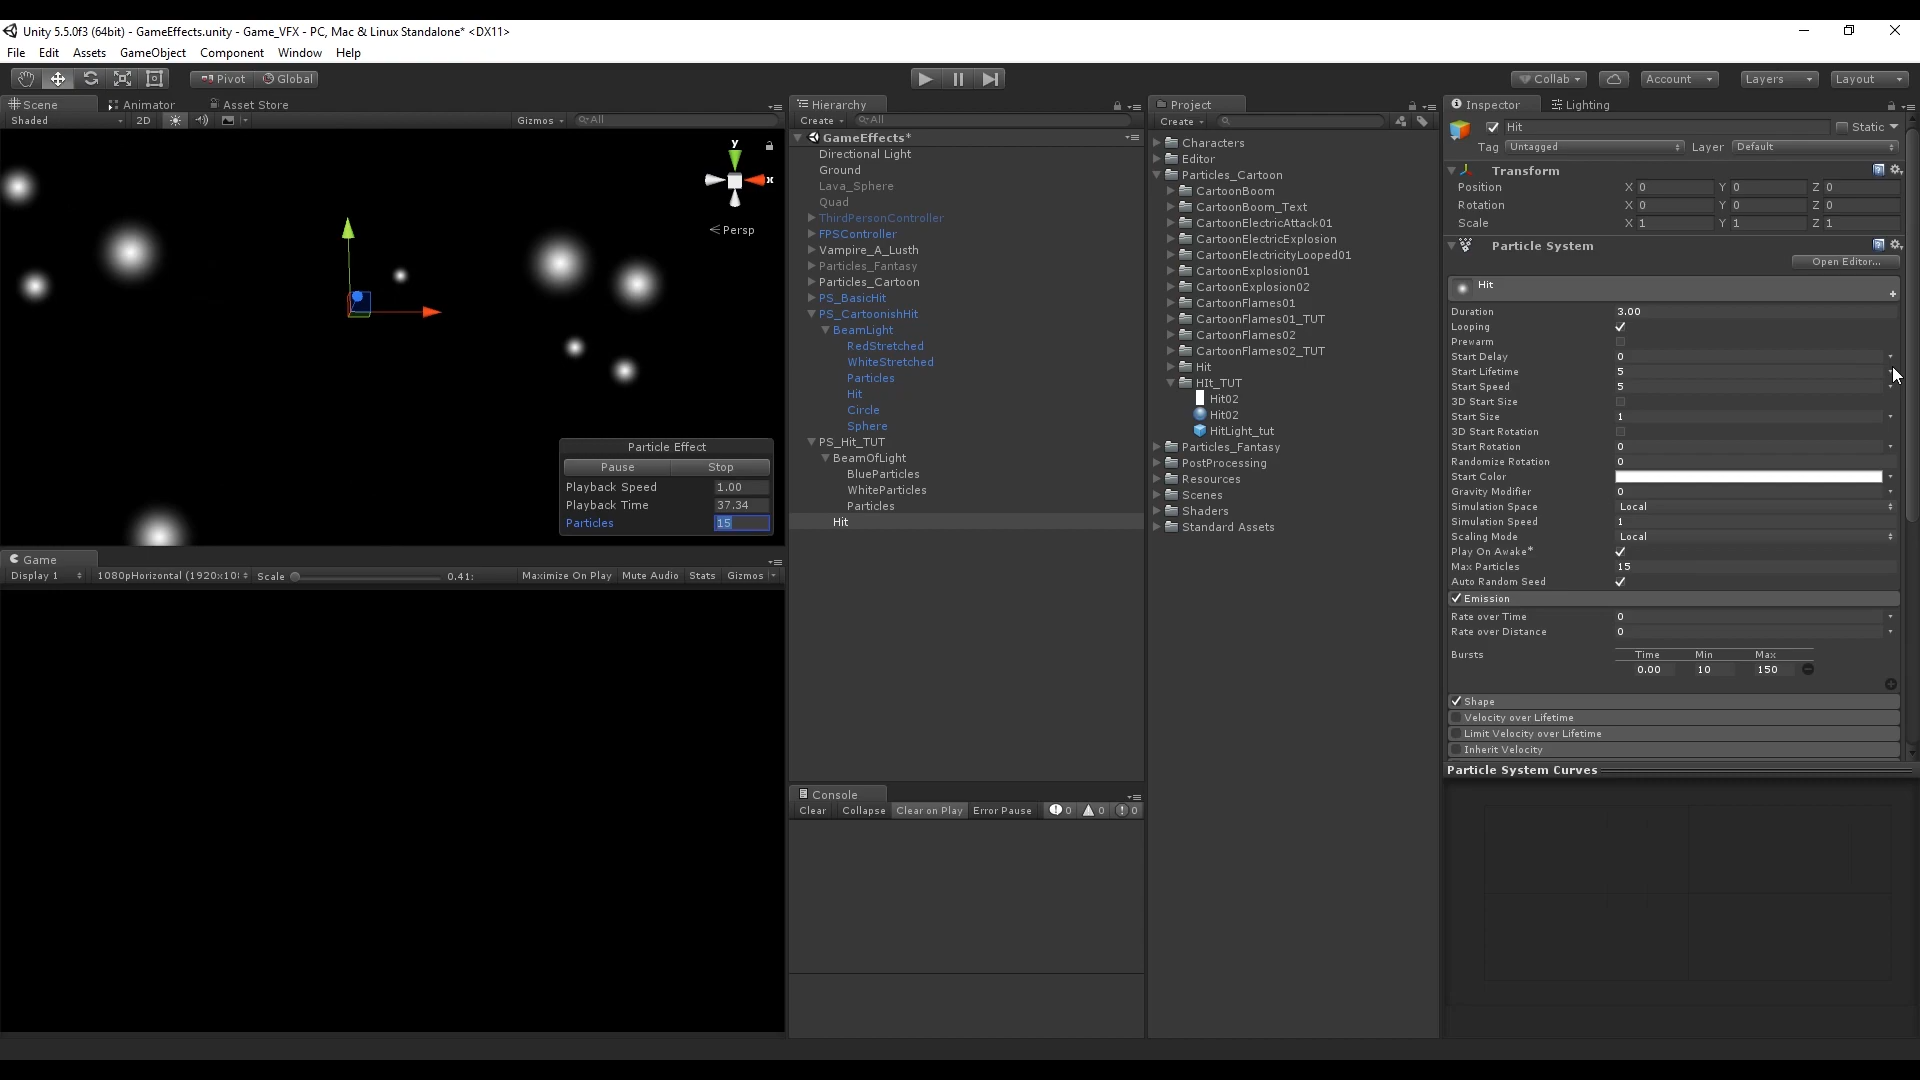 Unity 5.5.0f3 (64bit) - GameEffects.unity - Game_VFX - PC, Mac & Linux Standalone* <DX11>
File Edit Assets GameObject Component Window Help
Pivot Global Collab Account Layers Layout
Scene Animator Asset Store
Shaded 2D Gizmos All
y
x
Persp
Particle Effect
Pause Stop
Playback Speed 1.00
Playback Time 37.34
Particles 15
Game
Display 1 1080pHorizontal (1920x10 Scale 0.41: Maximize On Play Mute Audio Stats Gizmos
Hierarchy
Create All
GameEffects*
Directional Light
Ground
Lava_Sphere
Quad
ThirdPersonController
FPSController
Vampire_A_Lusth
Particles_Fantasy
Particles_Cartoon
PS_BasicHit
PS_CartoonishHit
BeamLight
RedStretched
WhiteStretched
Particles
Hit
Circle
Sphere
PS_Hit_TUT
BeamOfLight
BlueParticles
WhiteParticles
Particles
Hit
Console
Clear Collapse Clear on Play Error Pause 0 0 0
Project
Create
Characters
Editor
Particles_Cartoon
CartoonBoom
CartoonBoom_Text
CartoonElectricAttack01
CartoonElectricExplosion
CartoonElectricityLooped01
CartoonExplosion01
CartoonExplosion02
CartoonFlames01
CartoonFlames01_TUT
CartoonFlames02
CartoonFlames02_TUT
Hit
HIt_TUT
Hit02
Hit02
HitLight_tut
Particles_Fantasy
PostProcessing
Resources
Scenes
Shaders
Standard Assets
Inspector Lighting
Hit Static
Tag Untagged Layer Default
Transform
Position X 0 Y 0 Z 0
Rotation X 0 Y 0 Z 0
Scale X 1 Y 1 Z 1
Particle System
Open Editor...
Hit
Duration 3.00
Looping
Prewarm
Start Delay 0
Start Lifetime 5
Start Speed 5
3D Start Size
Start Size 1
3D Start Rotation
Start Rotation 0
Randomize Rotation 0
Start Color
Gravity Modifier 0
Simulation Space Local
Simulation Speed 1
Scaling Mode Local
Play On Awake*
Max Particles 15
Auto Random Seed
Emission
Rate over Time 0
Rate over Distance 0
Bursts Time Min Max
0.00 10 150
Shape
Velocity over Lifetime
Limit Velocity over Lifetime
Inherit Velocity
Particle System Curves